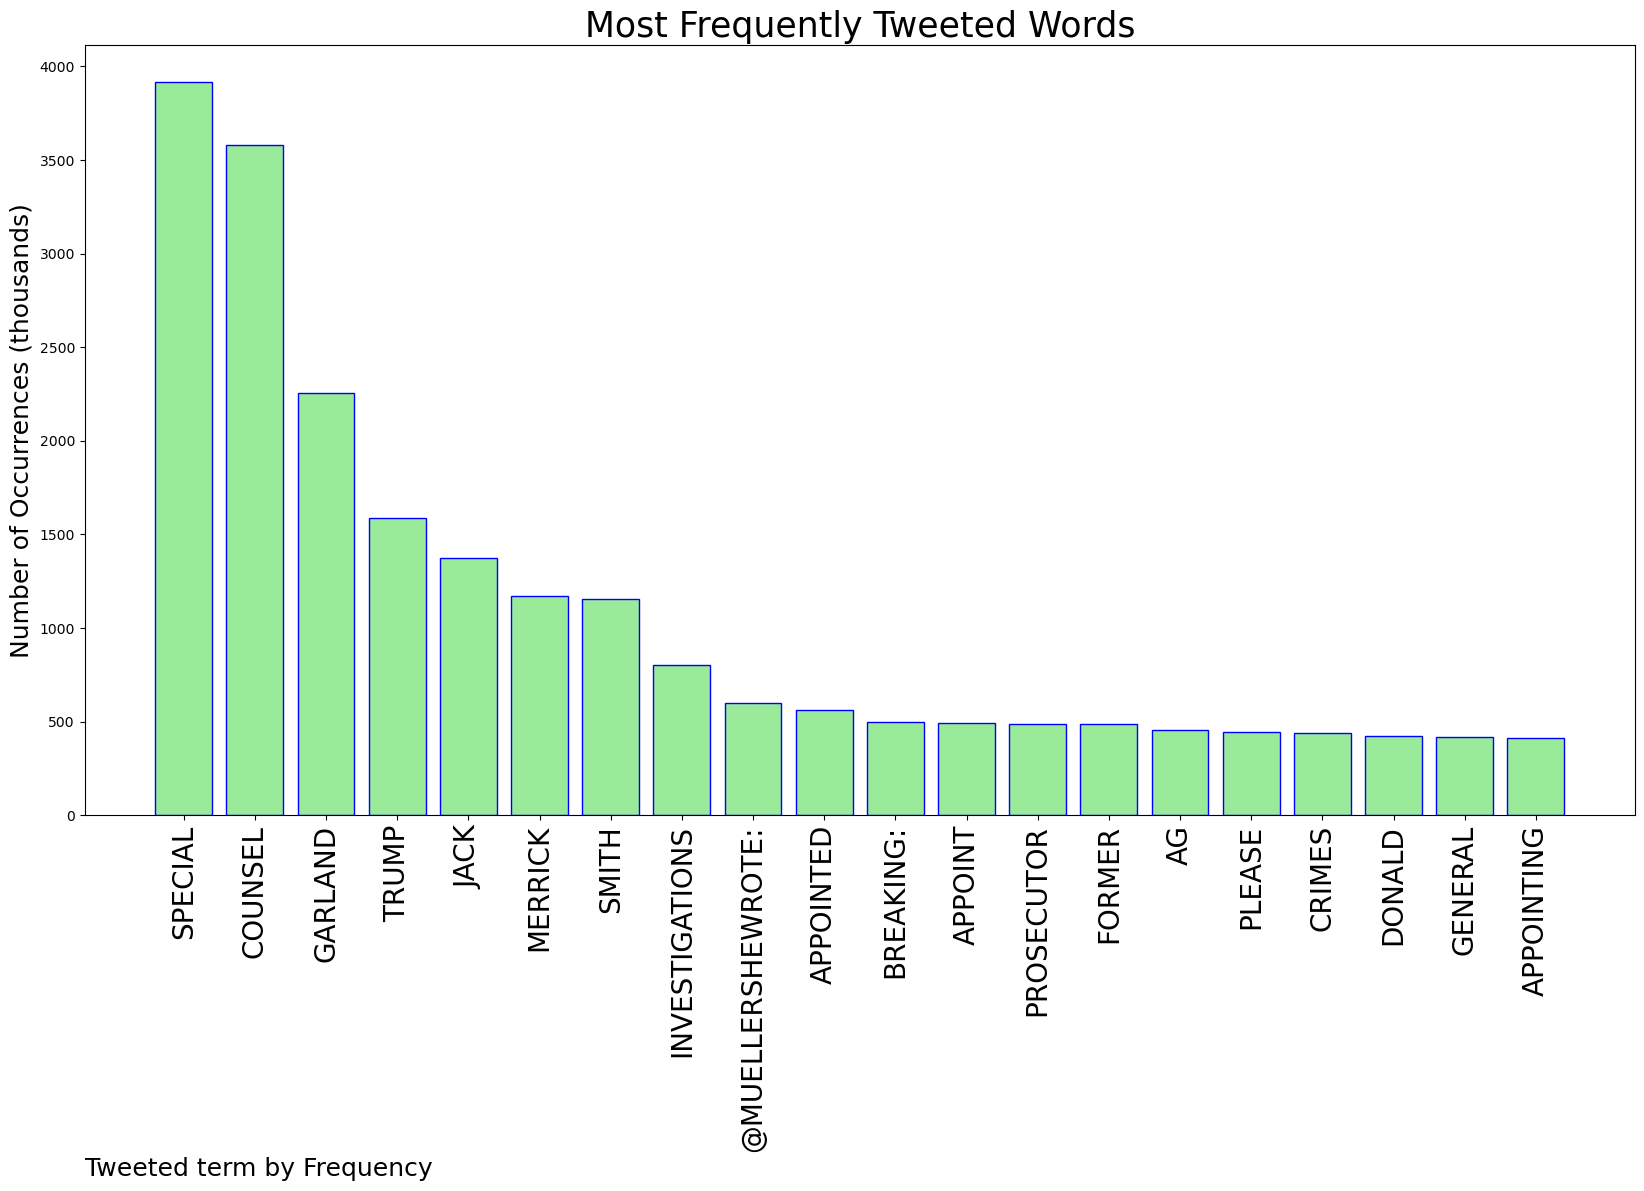 Most Frequently Tweeted Words
Number of Occurrences (thousands)
4000
3500
3000
2500
2000
1500
1000
500
0
SPECIAL
COUNSEL
GARLAND
TRUMP
JACK
MERRICK
SMITH
INVESTIGATIONS
@MUELLERSHEWROTE:
APPOINTED
BREAKING:
APPOINT
PROSECUTOR
FORMER
AG
PLEASE
CRIMES
DONALD
GENERAL
APPOINTING
Tweeted term by Frequency